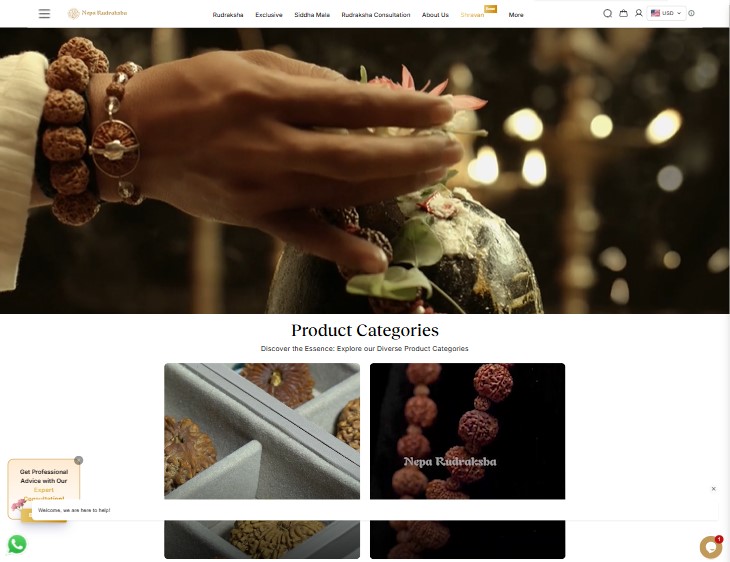 Nepa Rudraksha
Rudraksha Exclusive Siddha Mala Rudraksha Consultation About Us Shrawan More
USD
Product Categories
Discover the Essence: Explore our Diverse Product Categories
Nepa Rudraksha
Get Professional
Advice with Our
Expert
Consultation!
Welcome, we are here to help!
1